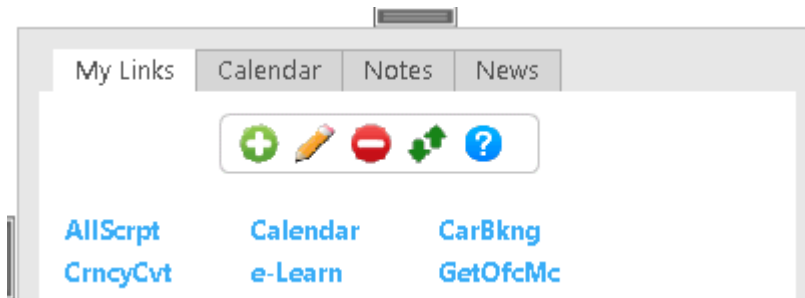 My Links Calendar Notes News
?
AllScrpt Calendar CarBkng
CrncyCvt e-Learn GetOfcMc